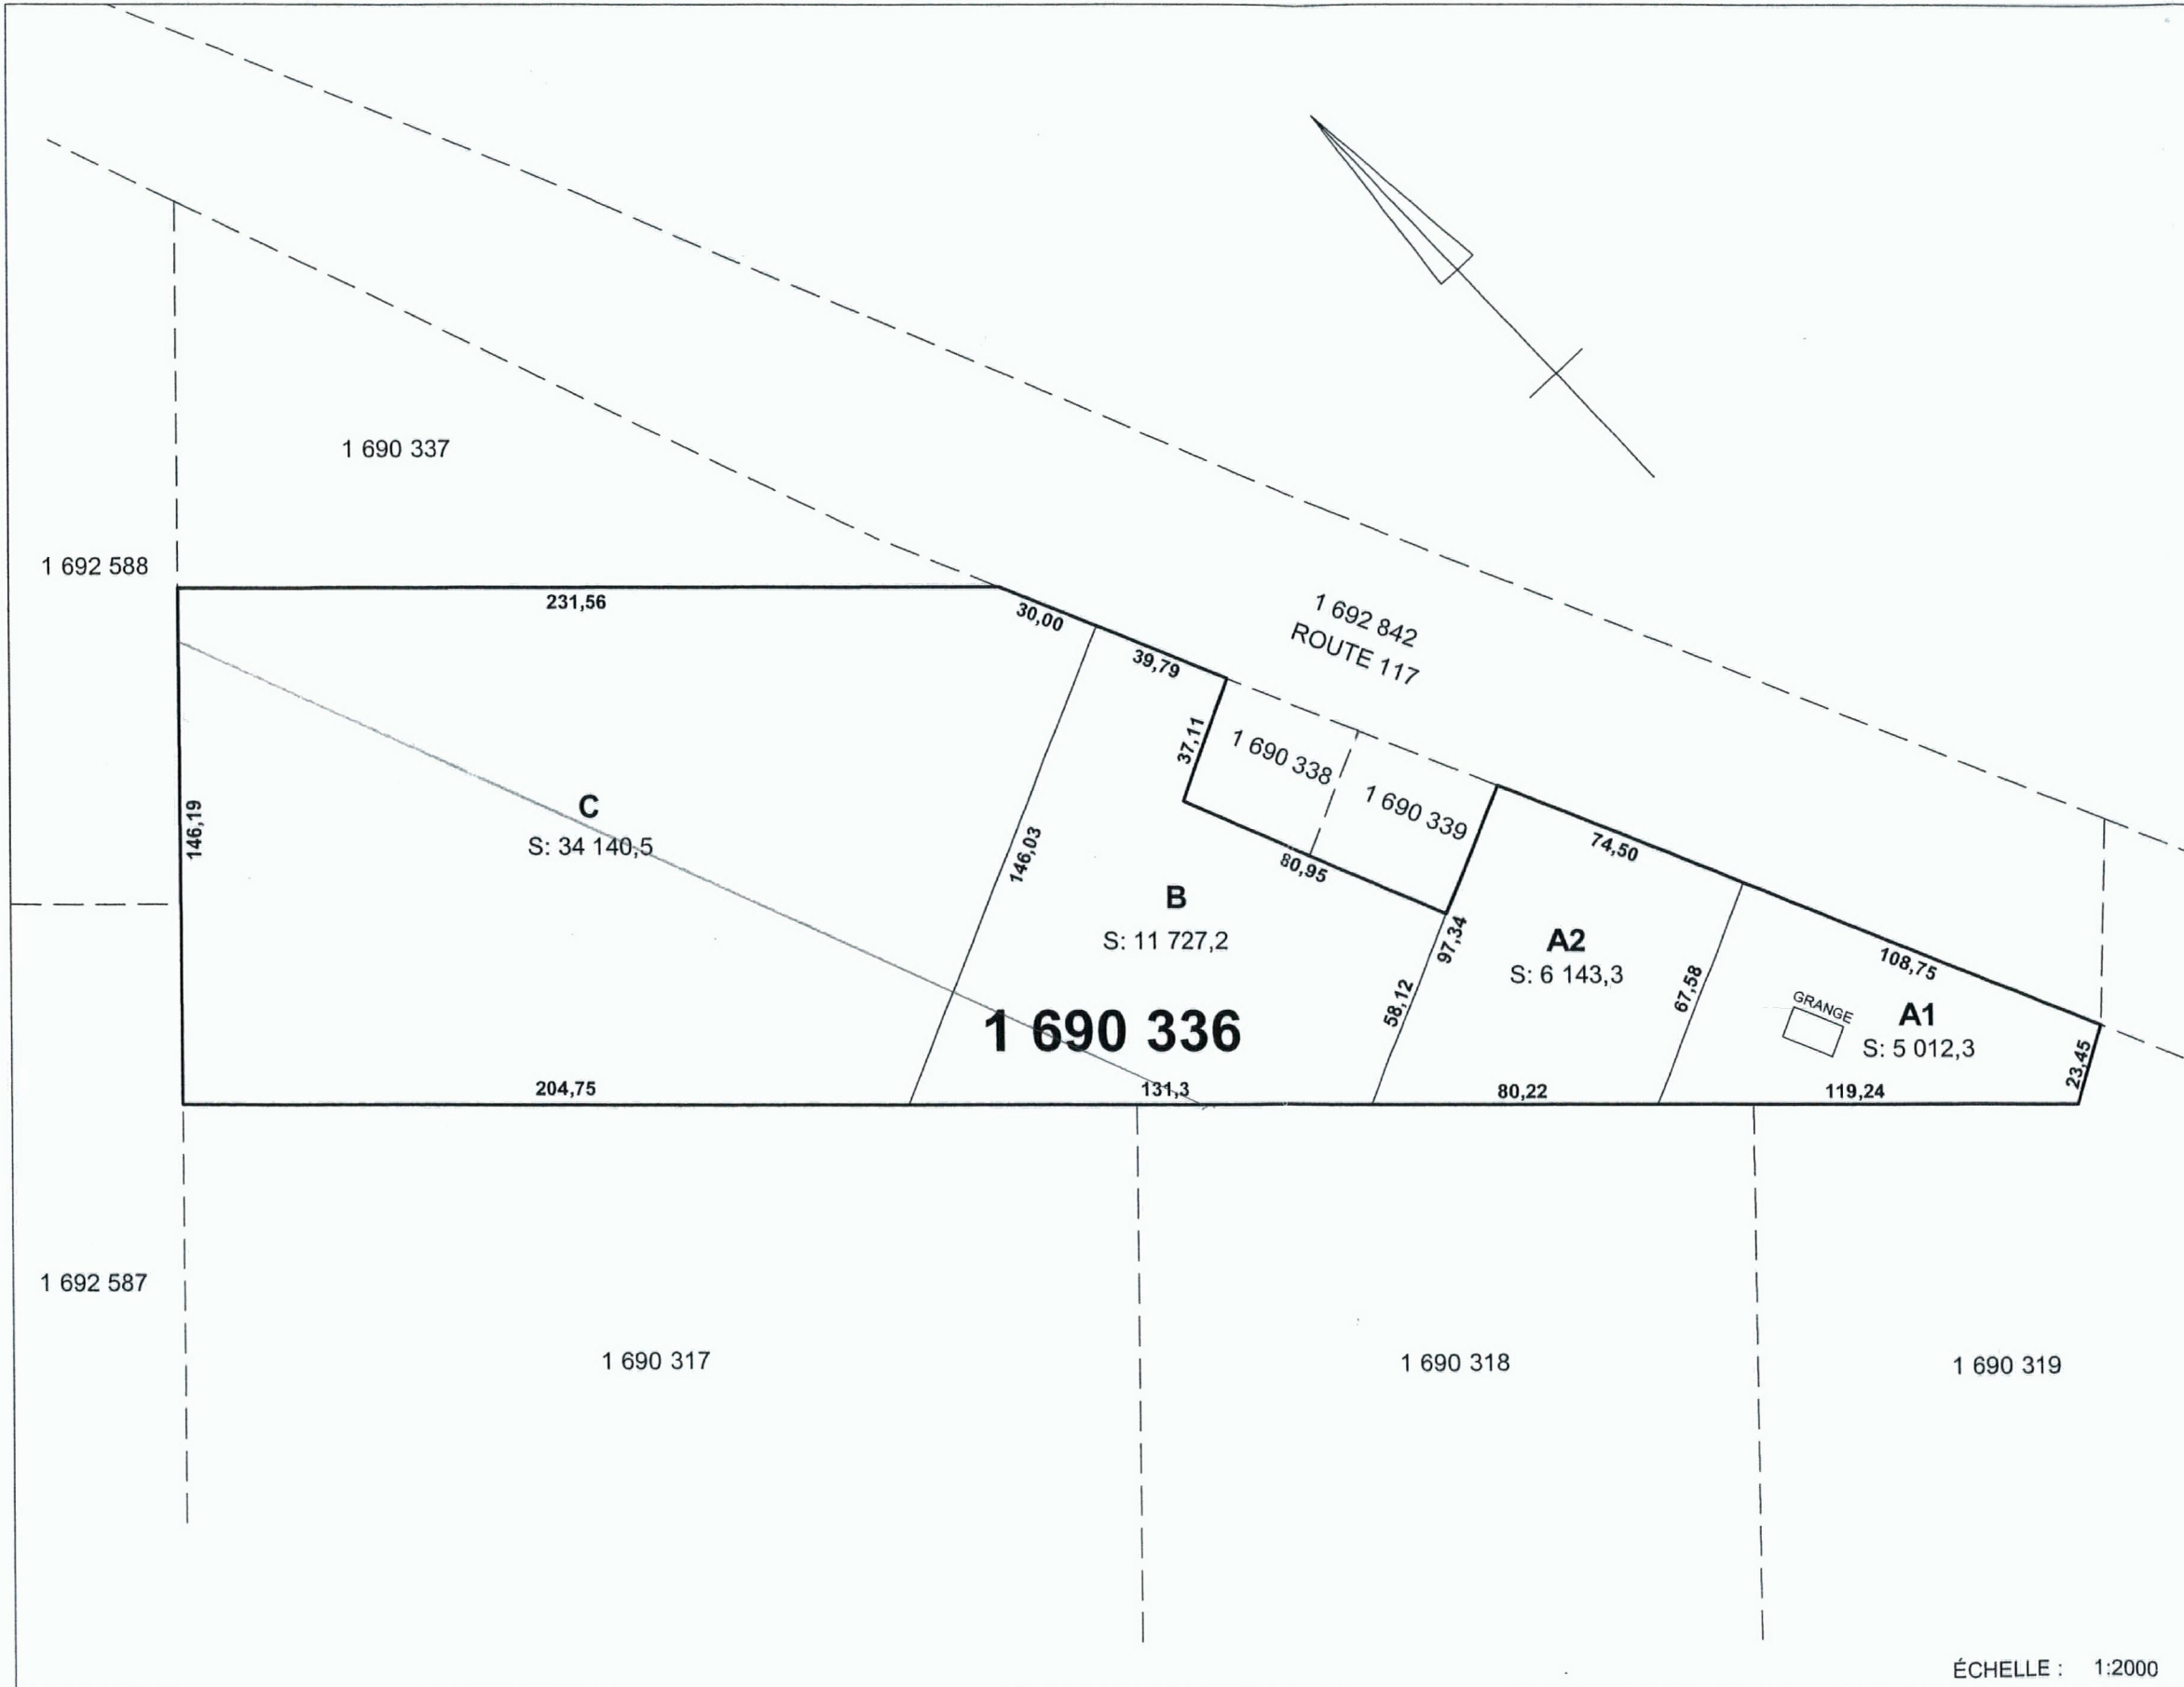 1 690 337
1 692 588
231,56
30,00
1 692 842
ROUTE 117
39,79
37,11
1 690 338
1 690 339
146,19
C
S: 34 140,5
146,03
80,95
74,50
B
S: 11 727,2
97,34
58,12
A2
S: 6 143,3
67,58
108,75
GRANGE
A1
S: 5 012,3
23,45
1 690 336
204,75
131,3
80,22
119,24
1 692 587
1 690 317
1 690 318
1 690 319
ÉCHELLE : 1:2000